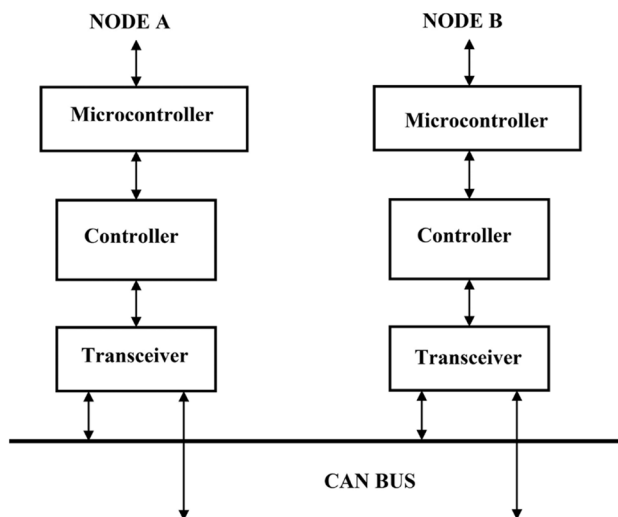 NODE A
NODE B
Microcontroller
Microcontroller
Controller
Controller
Transceiver
Transceiver
CAN BUS